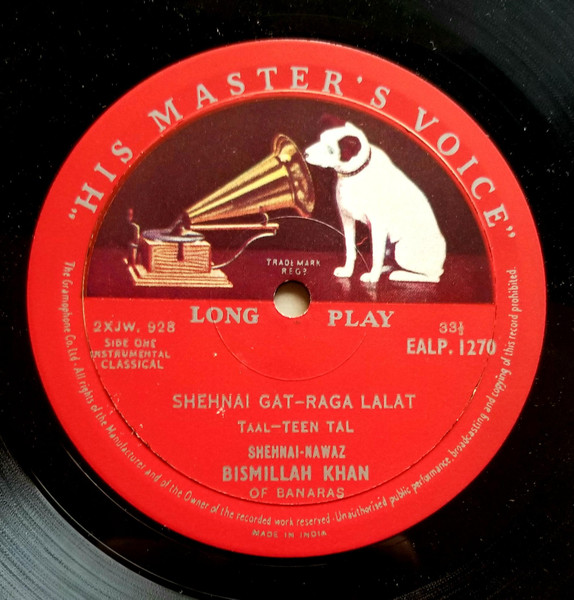 "HIS MASTER'S VOICE"
TRADE MARK
REGD
LONG PLAY
2XJW. 928
33⅓
SIDE ONE
EALP. 1270
INSTRUMENTAL
CLASSICAL
SHEHNAI GAT-RAGA LALAT
TAAL-TEEN TAL
SHEHNAI-NAWAZ
BISMILLAH KHAN
OF BANARAS
The Gramophone Co. Ltd. All rights of the Manufacturer and of the Owner of the recorded work reserved · Unauthorised public performance, broadcasting and copying of this record prohibited.
MADE IN INDIA